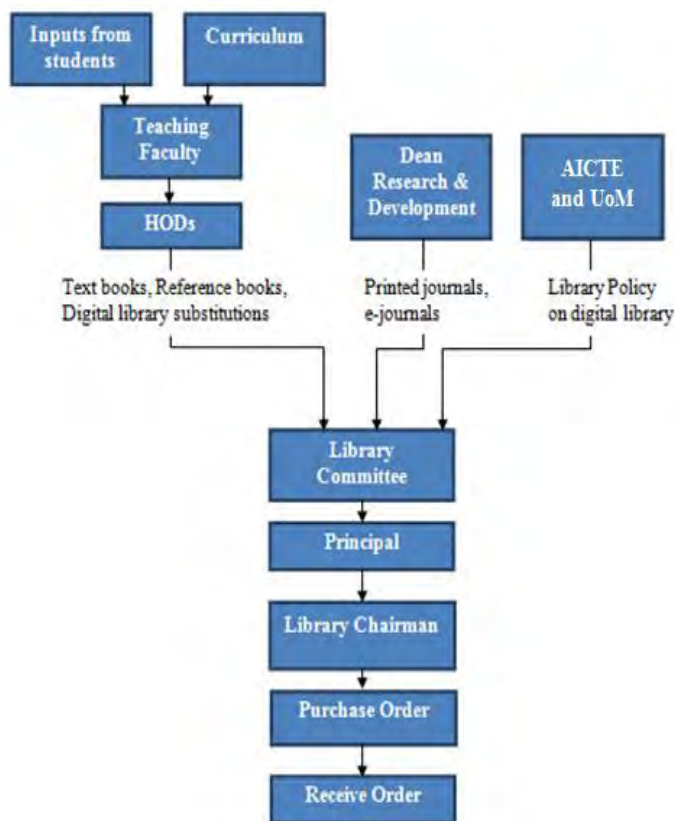 Inputs from
students
Curriculum
Teaching
Faculty
HODs
Dean
Research &
Development
AICTE
and UoM
Text books, Reference books,
Digital library substitutions
Printed journals,
e-journals
Library Policy
on digital library
Library
Committee
Principal
Library Chairman
Purchase Order
Receive Order